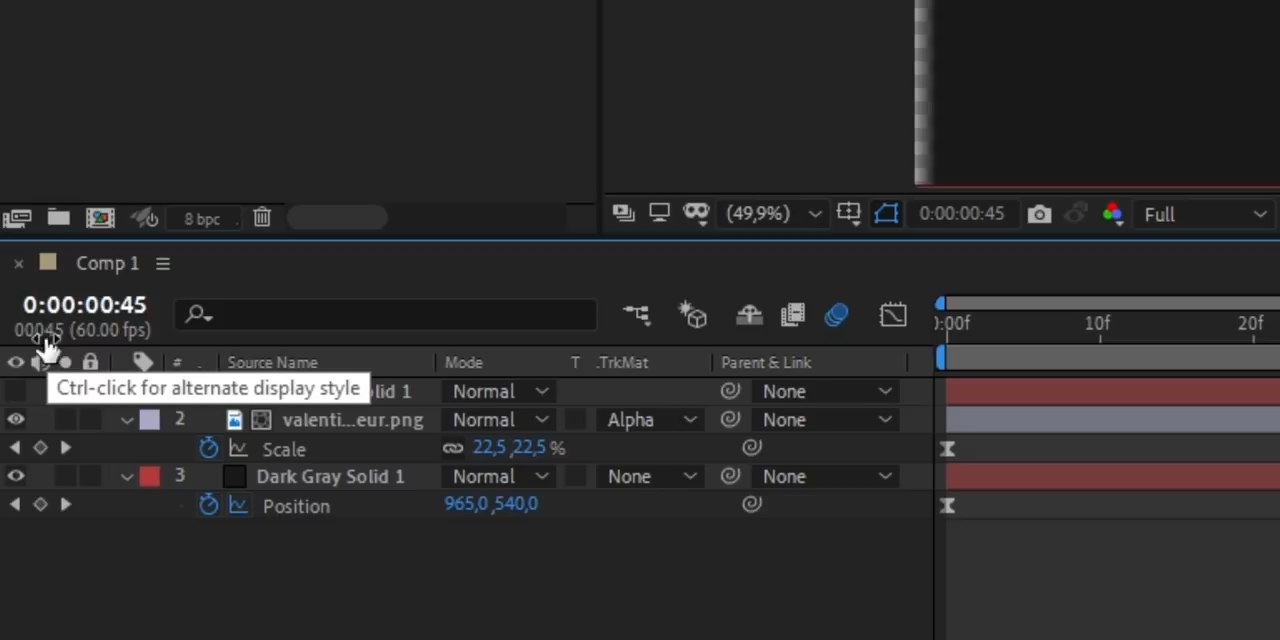 8 bpc
(49,9%)
0:00:00:45
Full
Comp 1
0:00:00:45
00045 (60.00 fps)
0:00f
10f
20f
#
Source Name
Mode
T
.TrkMat
Parent & Link
Ctrl-click for alternate display style
lid 1
Normal
None
2
valenti...eur.png
Normal
Alpha
None
Scale
22,5 ,22,5 %
3
Dark Gray Solid 1
Normal
None
None
Position
965,0 ,540,0